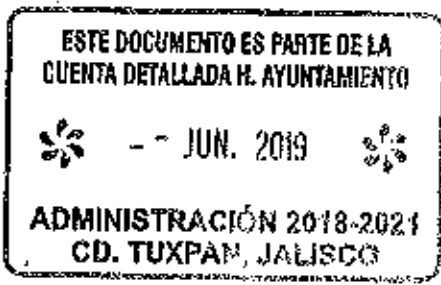 ESTE DOCUMENTO ES PARTE DE LA
CUENTA DETALLADA H. AYUNTAMIENTO
- - JUN. 2019
ADMINISTRACIÓN 2018-2021
CD. TUXPAN, JALISCO